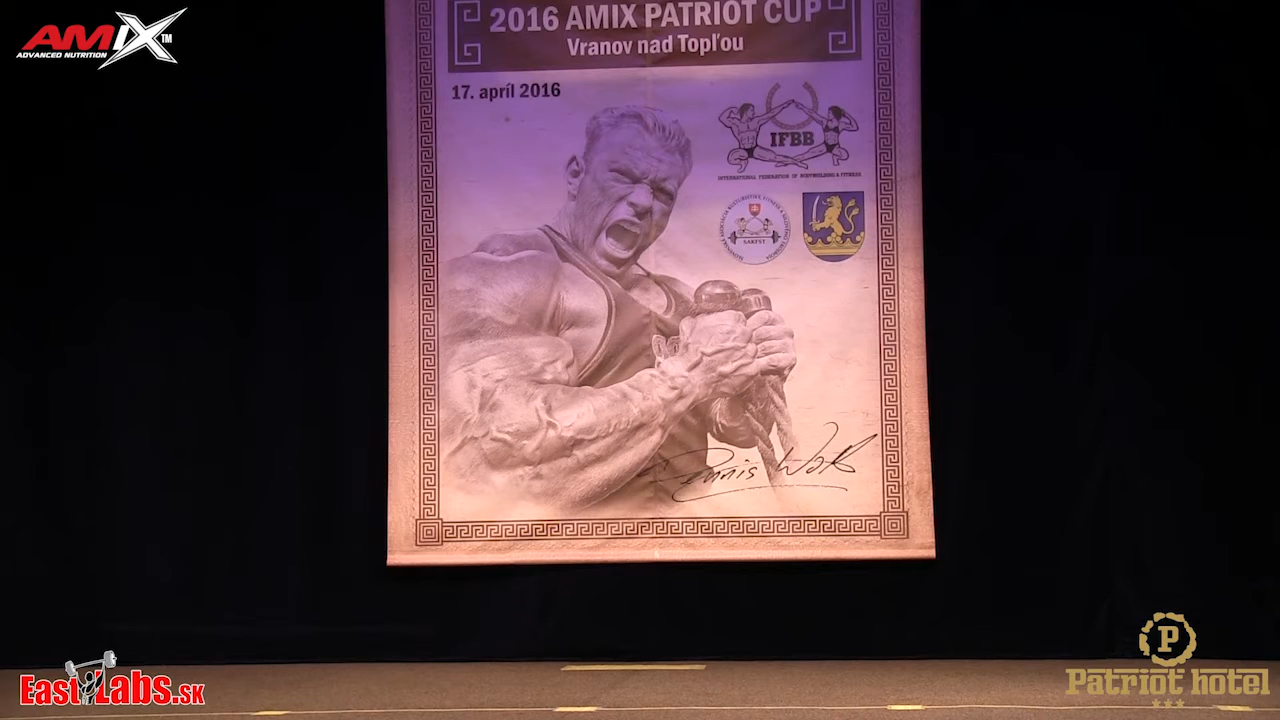 AMIX™
ADVANCED NUTRITION
2016 AMIX PATRIOT CUP
Vranov nad Topľou
17. apríl 2016
IFBB
INTERNATIONAL FEDERATION OF BODYBUILDING & FITNESS
SAKFST
Dennis Wolf
EastLabs.sk
P
Patriot hotel